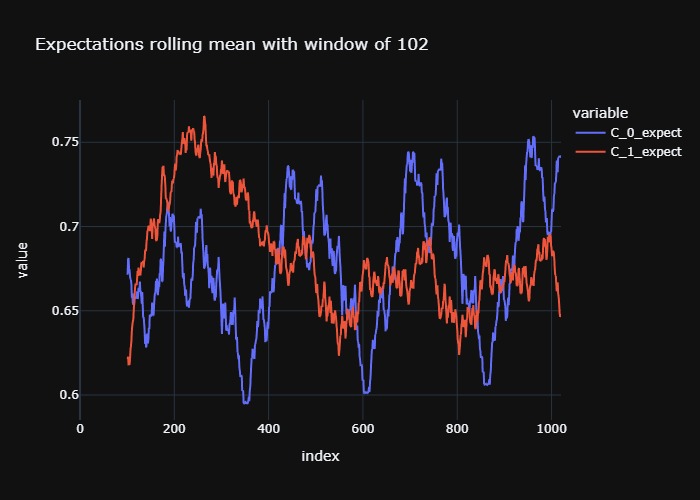 Expectations rolling mean with window of 102
variable
C_0_expect
C_1_expect
value
0.75
0.7
0.65
0.6
0
200
400
600
800
1000
index